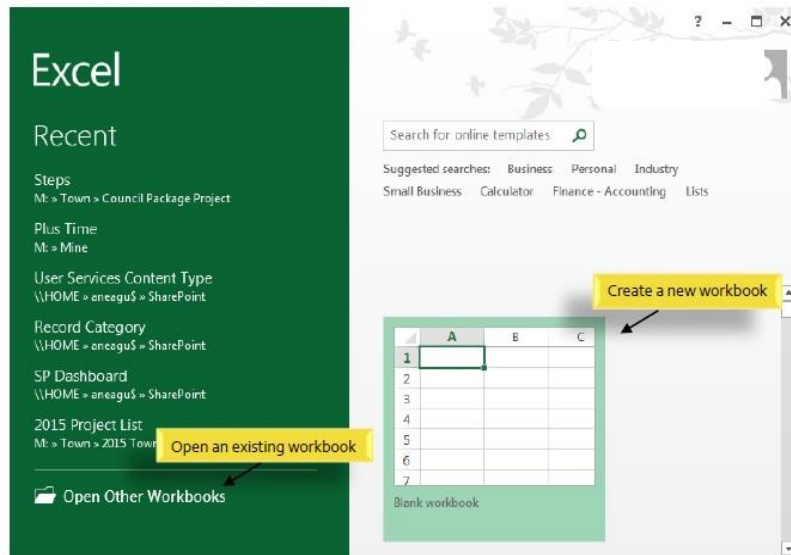 ?
Excel
Recent
Steps
M: » Town » Council Package Project
Plus Time
M: » Mine
User Services Content Type
\\HOME » aneagu$ » SharePoint
Record Category
\\HOME » aneagu$ » SharePoint
SP Dashboard
\\HOME » aneagu$ » SharePoint
2015 Project List
M: » Town » 2015 Town
Open an existing workbook
Open Other Workbooks
Search for online templates
Suggested searches: Business Personal Industry
Small Business Calculator Finance - Accounting Lists
Create a new workbook
A B C
1
2
3
4
5
6
7
Blank workbook